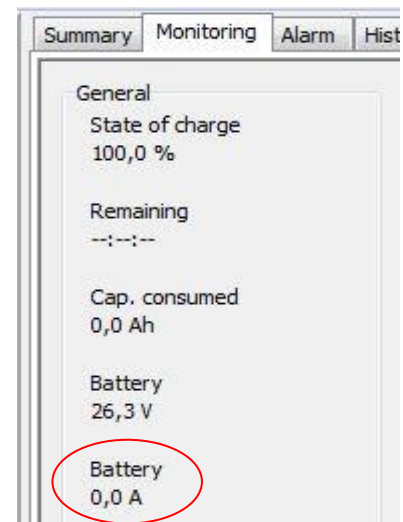 Summary Monitoring Alarm Hist
General
State of charge
100,0 %
Remaining
--:--:--
Cap. consumed
0,0 Ah
Battery
26,3 V
Battery
0,0 A